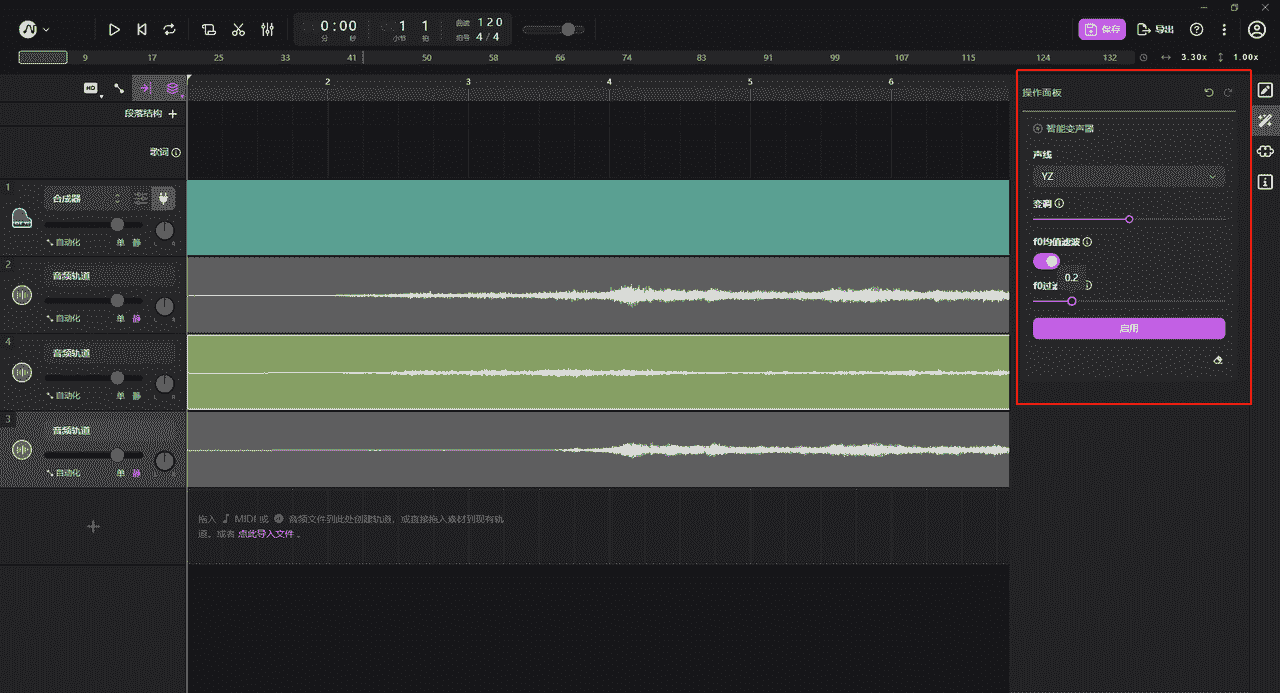 0:00 1 1 曲速 120
分 秒 小节 拍 拍号 4/4
保存 导出
9 17 25 33 41 50 58 66 74 83 91 99 107 115 124 132 3.30x 1.00x
HQ
2 3 4 5 6
段落结构
歌词
1
合成器
自动化 单 静
2
音频轨道
自动化 单 静
4
音频轨道
自动化 单 静
3
音频轨道
自动化 单 静
拖入 MIDI 或 音频文件到此处创建轨道，或直接拖入素材到现有轨
道。或者 点此导入文件 。
操作面板
智能变声器
声线
YZ
变调
f0均值滤波
0.2
f0过
启用